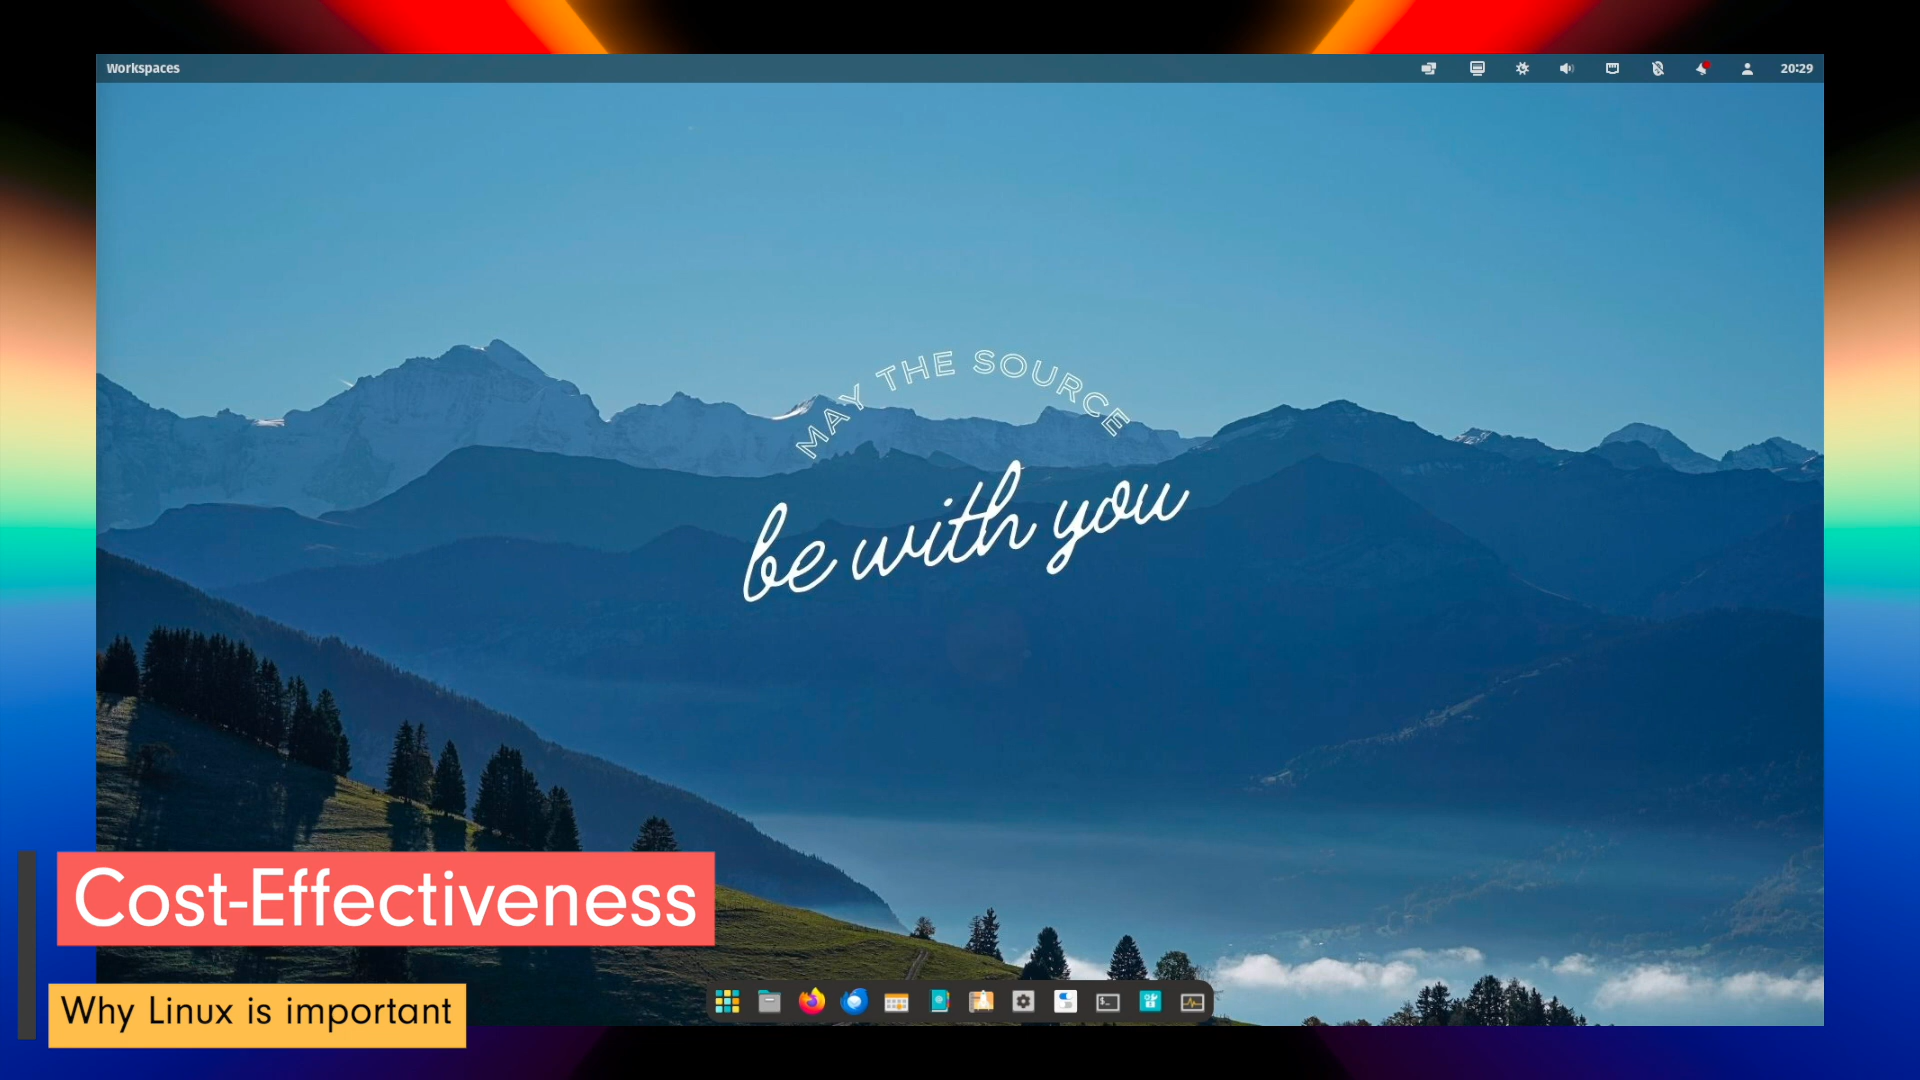 Workspaces
20:29
MAY THE SOURCE
be with you
Cost-Effectiveness
Why Linux is important